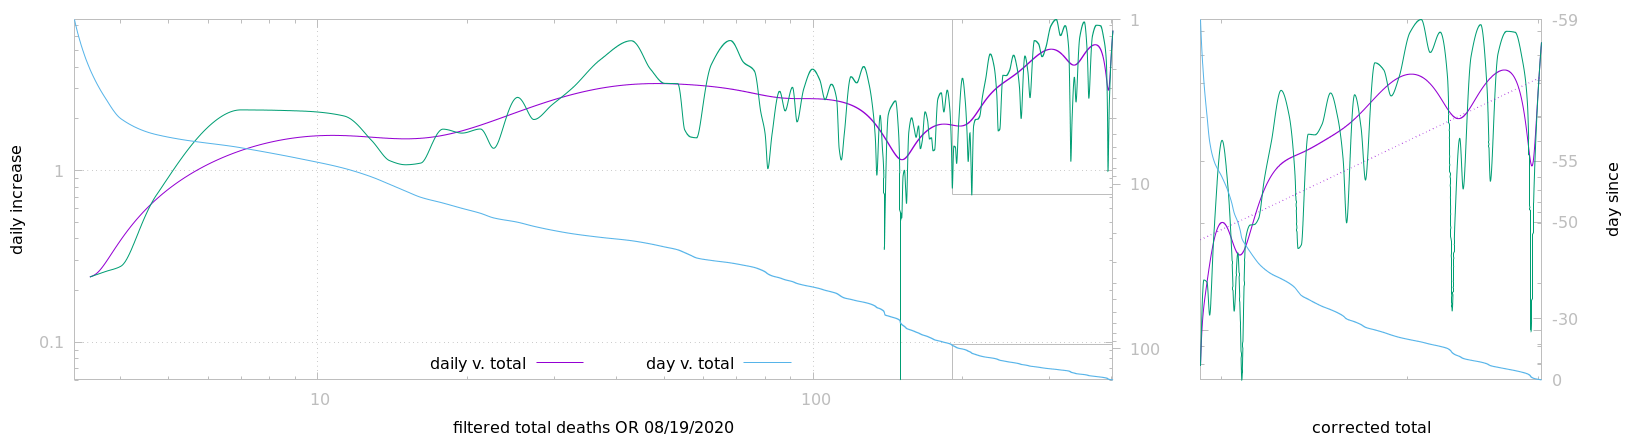 daily increase
1
0.1
10
100
daily v. total
day v. total
filtered total deaths OR 08/19/2020
1
10
100
corrected total
-59
-55
-50
-30
0
day since